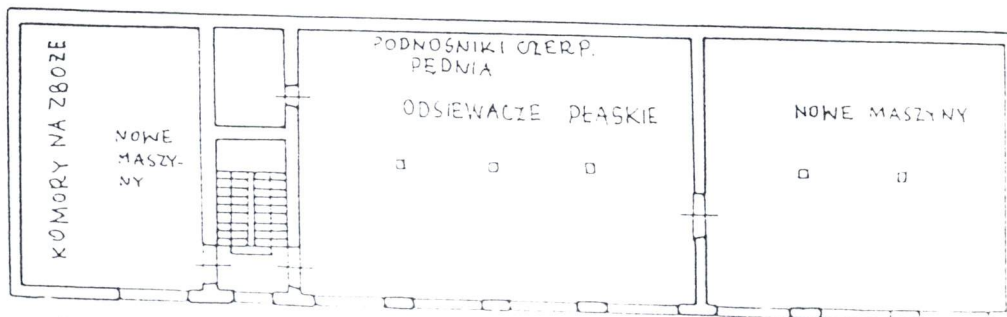 KOMORY NA ZBOŻE
NOWE
MASZY-
NY
PODNOŚNIKI CZERP.
PĘDNIA
ODSIEWACZE PŁASKIE
NOWE MASZYNY